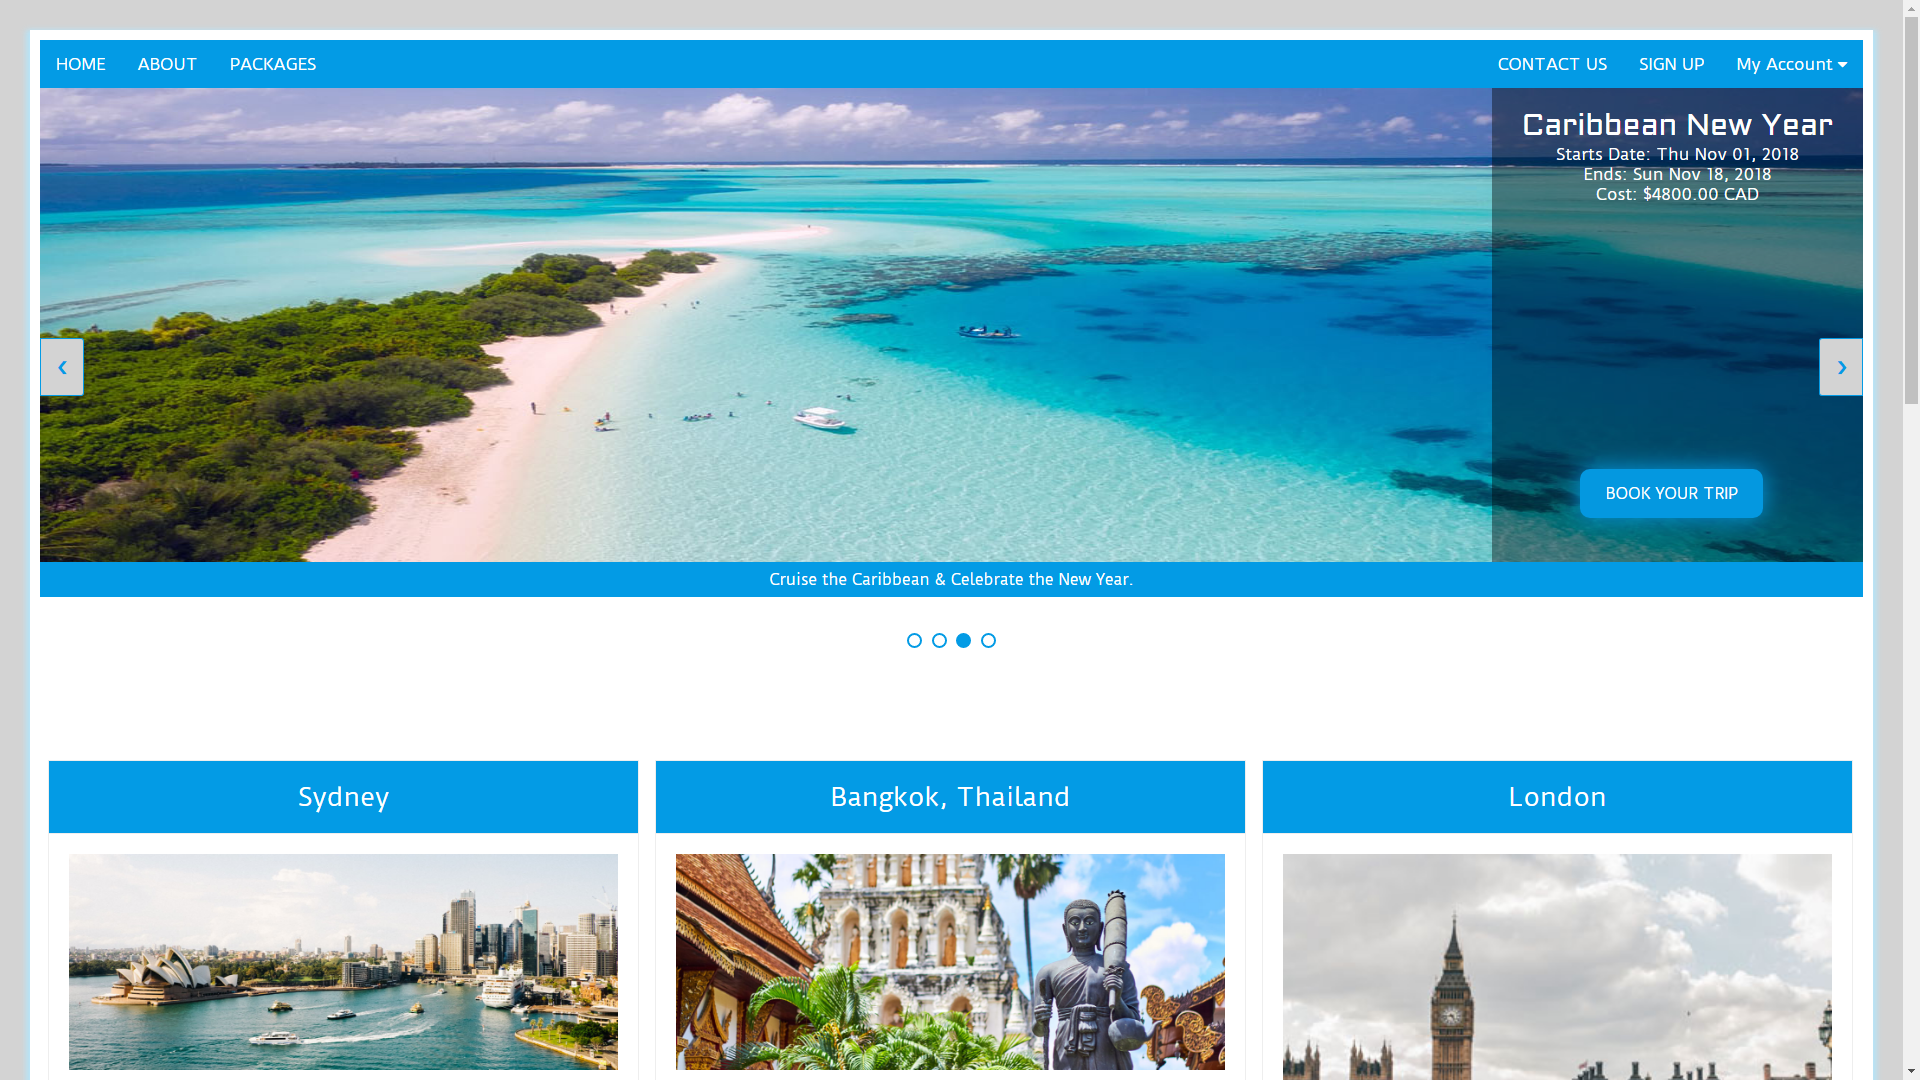 HOME ABOUT PACKAGES CONTACT US SIGN UP My Account
Caribbean New Year
Starts Date: Thu Nov 01, 2018
Ends: Sun Nov 18, 2018
Cost: $4800.00 CAD
❮ ❯
BOOK YOUR TRIP
Cruise the Caribbean & Celebrate the New Year.
Sydney Bangkok, Thailand London